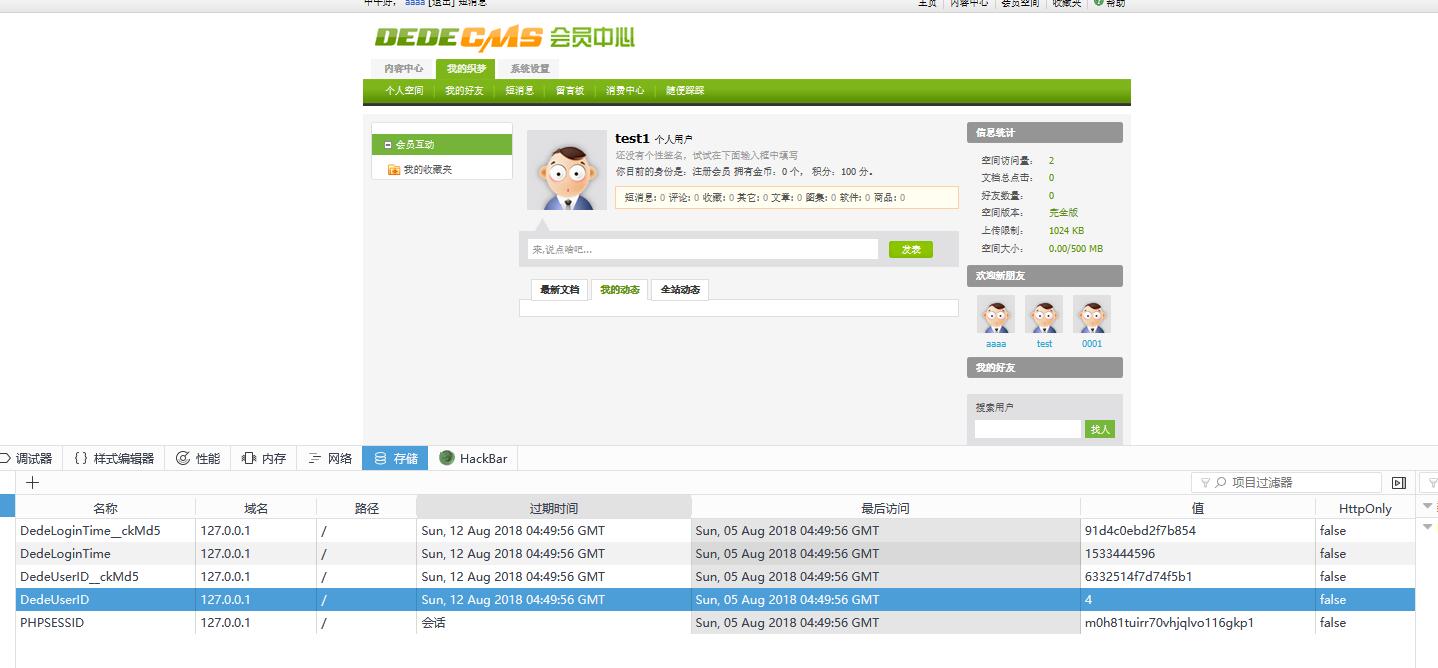 中午好， aaaa [退出] 短消息
主页 内容中心 会员空间 收藏夹 帮助
DEDECMS 会员中心
内容中心 我的织梦 系统设置
个人空间 我的好友 短消息 留言板 消费中心 随便踩踩
会员互动
我的收藏夹
test1 个人用户
还没有个性签名，试试在下面输入框中填写
你目前的身份是：注册会员 拥有金币：0 个， 积分：100 分。
短消息: 0 评论: 0 收藏: 0 其它: 0 文章: 0 图集: 0 软件: 0 商品: 0
来,说点啥吧... 发表
最新文档 我的动态 全站动态
信息统计
空间访问量： 2
文档总点击： 0
好友数量： 0
空间版本： 完全版
上传限制： 1024 KB
空间大小： 0.00/500 MB
欢迎新朋友
aaaa test 0001
我的好友
搜索用户
找人
调试器 {} 样式编辑器 性能 内存 网络 存储 HackBar
项目过滤器
名称 域名 路径 过期时间 最后访问 值 HttpOnly
DedeLoginTime__ckMd5 127.0.0.1 / Sun, 12 Aug 2018 04:49:56 GMT Sun, 05 Aug 2018 04:49:56 GMT 91d4c0ebd2f7b854 false
DedeLoginTime 127.0.0.1 / Sun, 12 Aug 2018 04:49:56 GMT Sun, 05 Aug 2018 04:49:56 GMT 1533444596 false
DedeUserID__ckMd5 127.0.0.1 / Sun, 12 Aug 2018 04:49:56 GMT Sun, 05 Aug 2018 04:49:56 GMT 6332514f7d74f5b1 false
DedeUserID 127.0.0.1 / Sun, 12 Aug 2018 04:49:56 GMT Sun, 05 Aug 2018 04:49:56 GMT 4 false
PHPSESSID 127.0.0.1 / 会话 Sun, 05 Aug 2018 04:49:56 GMT m0h81tuirr70vhjqlvo116gkp1 false